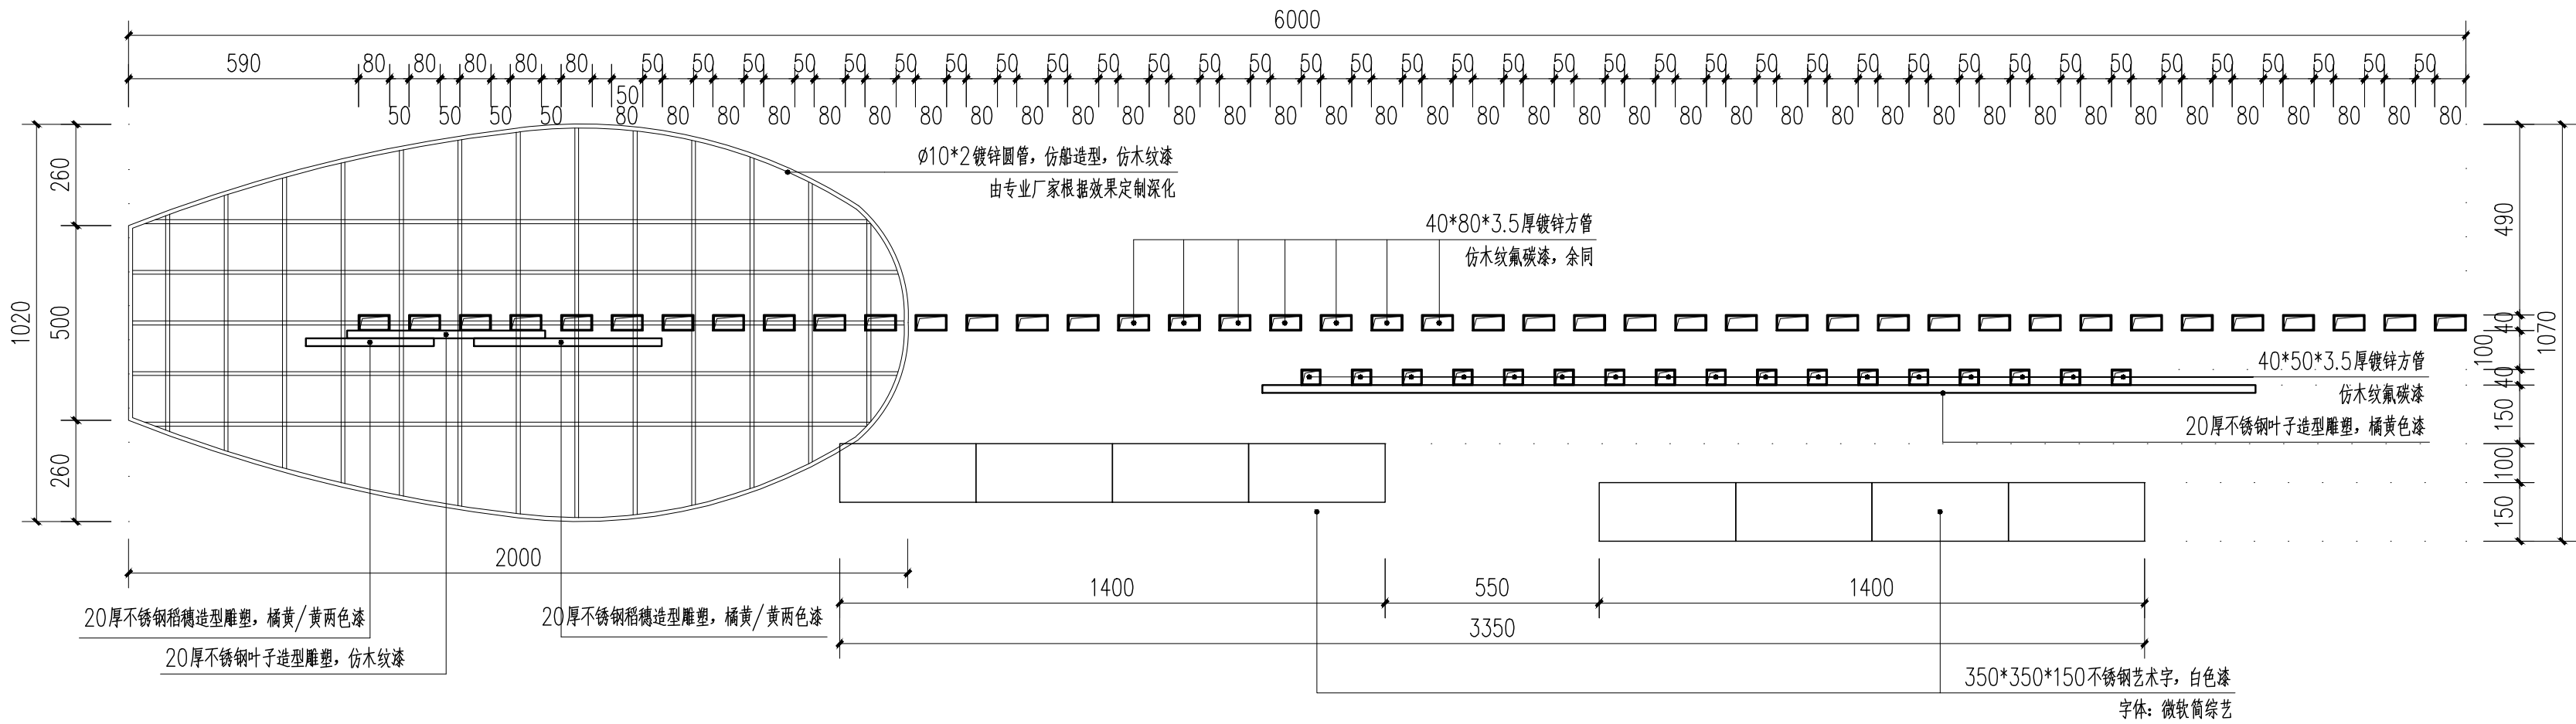 6000
590 80 80 80 80 80 50 50 50 50 50 50 50 50 50 50 50 50 50 50 50 50 50 50 50 50 50 50 50 50 50 50 50 50 50 50 50 50 50 50 50 50
50
50 50 50 50 80 80 80 80 80 80 80 80 80 80 80 80 80 80 80 80 80 80 80 80 80 80 80 80 80 80 80 80 80 80 80 80 80 80 80 80 80
1020
260
500
260
ø10*2镀锌圆管，仿船造型，仿木纹漆
由专业厂家根据效果定制深化
40*80*3.5厚镀锌方管
仿木纹氟碳漆，余同
40*50*3.5厚镀锌方管
仿木纹氟碳漆
20厚不锈钢叶子造型雕塑，橘黄色漆
490
40
100
40
150
100
150
1070
2000
1400
550
1400
3350
20厚不锈钢稻穗造型雕塑，橘黄/黄两色漆
20厚不锈钢稻穗造型雕塑，橘黄/黄两色漆
20厚不锈钢叶子造型雕塑，仿木纹漆
350*350*150不锈钢艺术字，白色漆
字体：微软简综艺